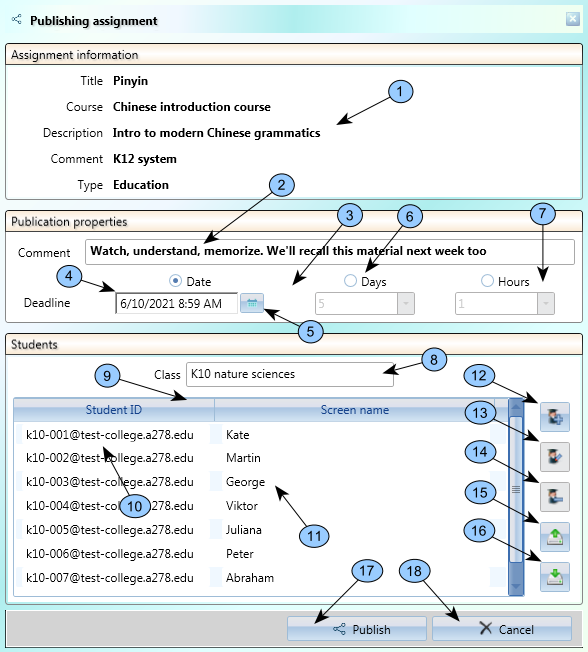 Publishing assignment
Assignment information
Title Pinyin
1
Course Chinese introduction course
Description Intro to modern Chinese grammatics
Comment K12 system
Type Education
2
3
6
7
Publication properties
Comment Watch, understand, memorize. We'll recall this material next week too
4
Date Days Hours
Deadline 6/10/2021 8:59 AM 5 1
5
Students
8
9
Class K10 nature sciences
12
Student ID Screen name
13
k10-001@test-college.a278.edu Kate
k10-002@test-college.a278.edu Martin
14
k10-003@test-college.a278.edu George
15
k10-004@test-college.a278.edu Viktor
10
k10-005@test-college.a278.edu Juliana
11
16
k10-006@test-college.a278.edu Peter
k10-007@test-college.a278.edu Abraham
17
18
Publish Cancel